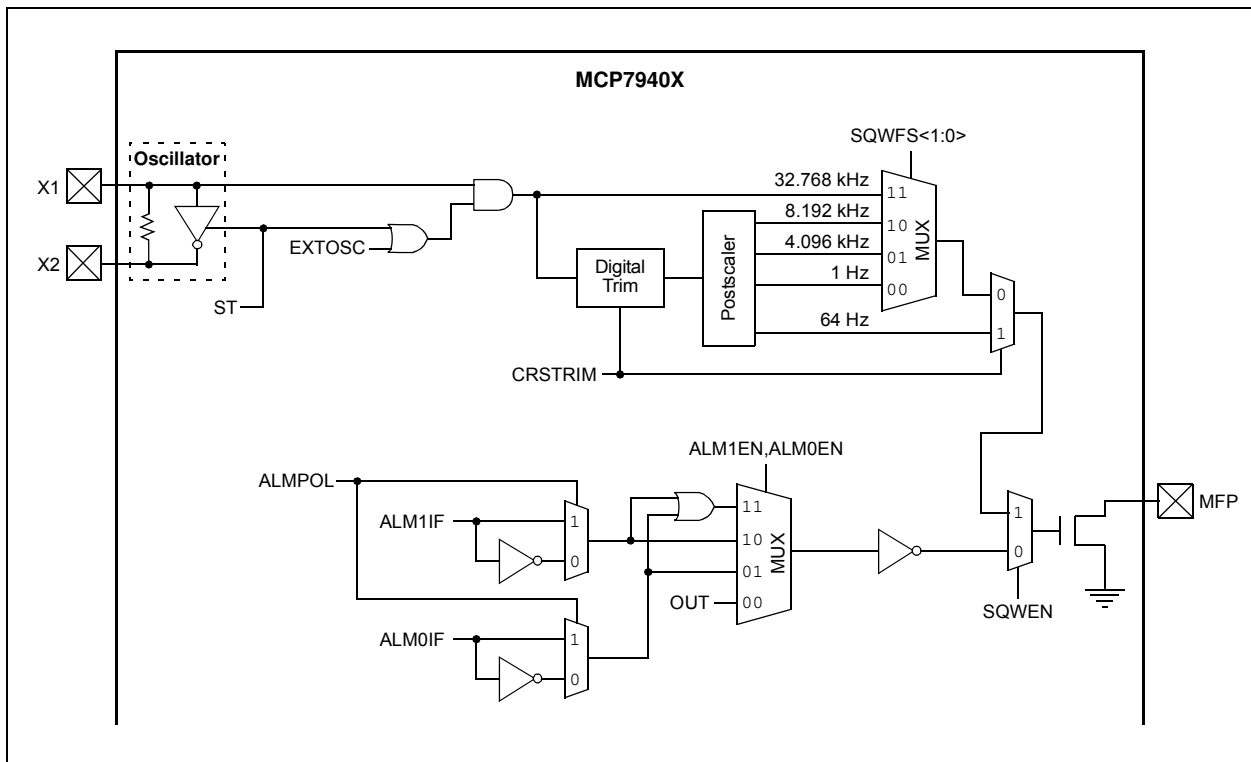 MCP7940X
SQWFS<1:0>
Oscillator
X1
32.768 kHz
11
8.192 kHz
10
EXTOSC
4.096 kHz
01
MUX
X2
Digital
Trim
Postscaler
1 Hz
00
0
ST
64 Hz
1
CRSTRIM
ALM1EN,ALM0EN
ALMPOL
MFP
ALM1IF
1
11
1
0
10
MUX
0
01
OUT
00
SQWEN
ALM0IF
1
0